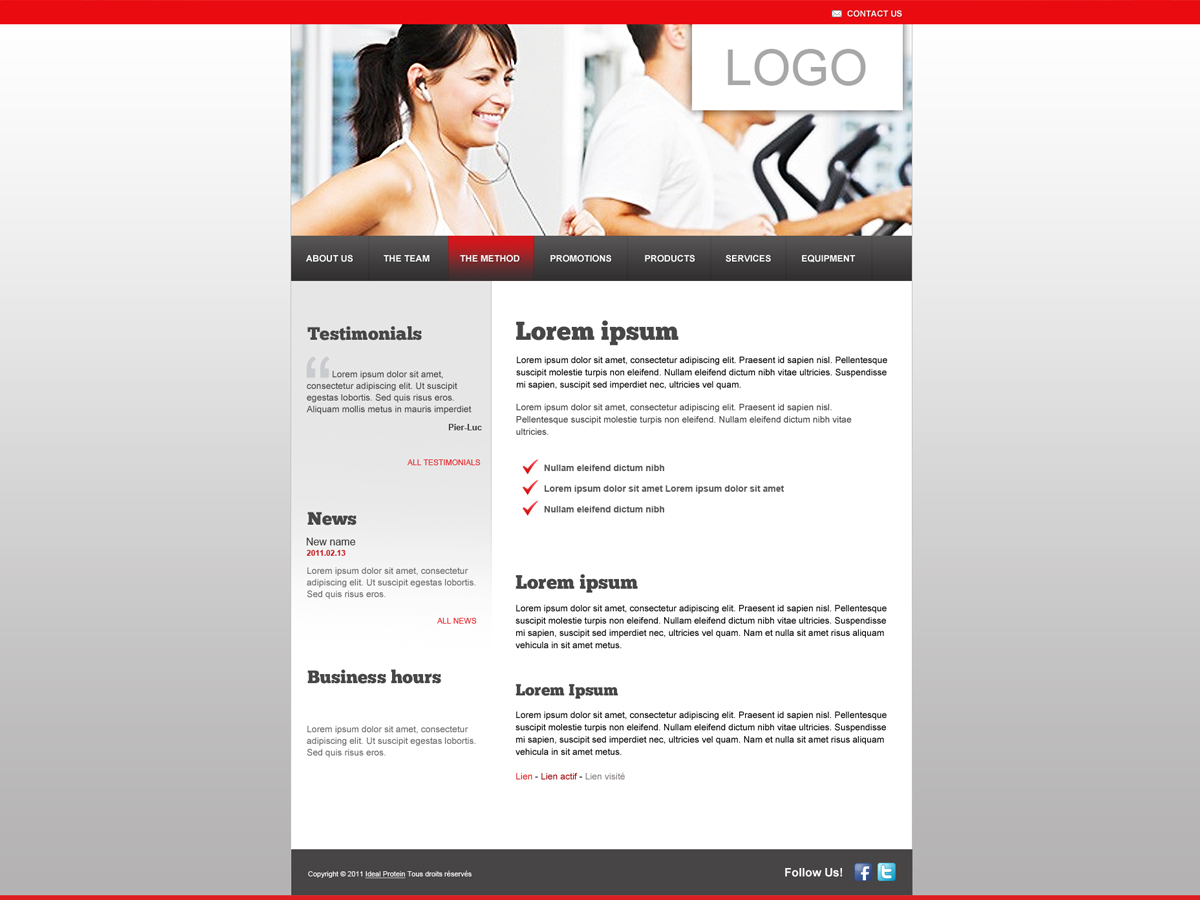 CONTACT US
LOGO
ABOUT US THE TEAM THE METHOD PROMOTIONS PRODUCTS SERVICES EQUIPMENT
Testimonials
“ Lorem ipsum dolor sit amet,
consectetur adipiscing elit. Ut suscipit
egestas lobortis. Sed quis risus eros.
Aliquam mollis metus in mauris imperdiet
Pier-Luc
ALL TESTIMONIALS
News
New name
2011.02.13
Lorem ipsum dolor sit amet, consectetur
adipiscing elit. Ut suscipit egestas lobortis.
Sed quis risus eros.
ALL NEWS
Business hours
Lorem ipsum dolor sit amet, consectetur
adipiscing elit. Ut suscipit egestas lobortis.
Sed quis risus eros.
Lorem ipsum
Lorem ipsum dolor sit amet, consectetur adipiscing elit. Praesent id sapien nisl. Pellentesque
suscipit molestie turpis non eleifend. Nullam eleifend dictum nibh vitae ultricies. Suspendisse
mi sapien, suscipit sed imperdiet nec, ultricies vel quam.
Lorem ipsum dolor sit amet, consectetur adipiscing elit. Praesent id sapien nisl.
Pellentesque suscipit molestie turpis non eleifend. Nullam eleifend dictum nibh vitae
ultricies.
Nullam eleifend dictum nibh
Lorem ipsum dolor sit amet Lorem ipsum dolor sit amet
Nullam eleifend dictum nibh
Lorem ipsum
Lorem ipsum dolor sit amet, consectetur adipiscing elit. Praesent id sapien nisl. Pellentesque
suscipit molestie turpis non eleifend. Nullam eleifend dictum nibh vitae ultricies. Suspendisse
mi sapien, suscipit sed imperdiet nec, ultricies vel quam. Nam et nulla sit amet risus aliquam
vehicula in sit amet metus.
Lorem Ipsum
Lorem ipsum dolor sit amet, consectetur adipiscing elit. Praesent id sapien nisl. Pellentesque
suscipit molestie turpis non eleifend. Nullam eleifend dictum nibh vitae ultricies. Suspendisse
mi sapien, suscipit sed imperdiet nec, ultricies vel quam. Nam et nulla sit amet risus aliquam
vehicula in sit amet metus.
Lien - Lien actif - Lien visité
Copyright © 2011 Ideal Protein Tous droits réservés
Follow Us! f t